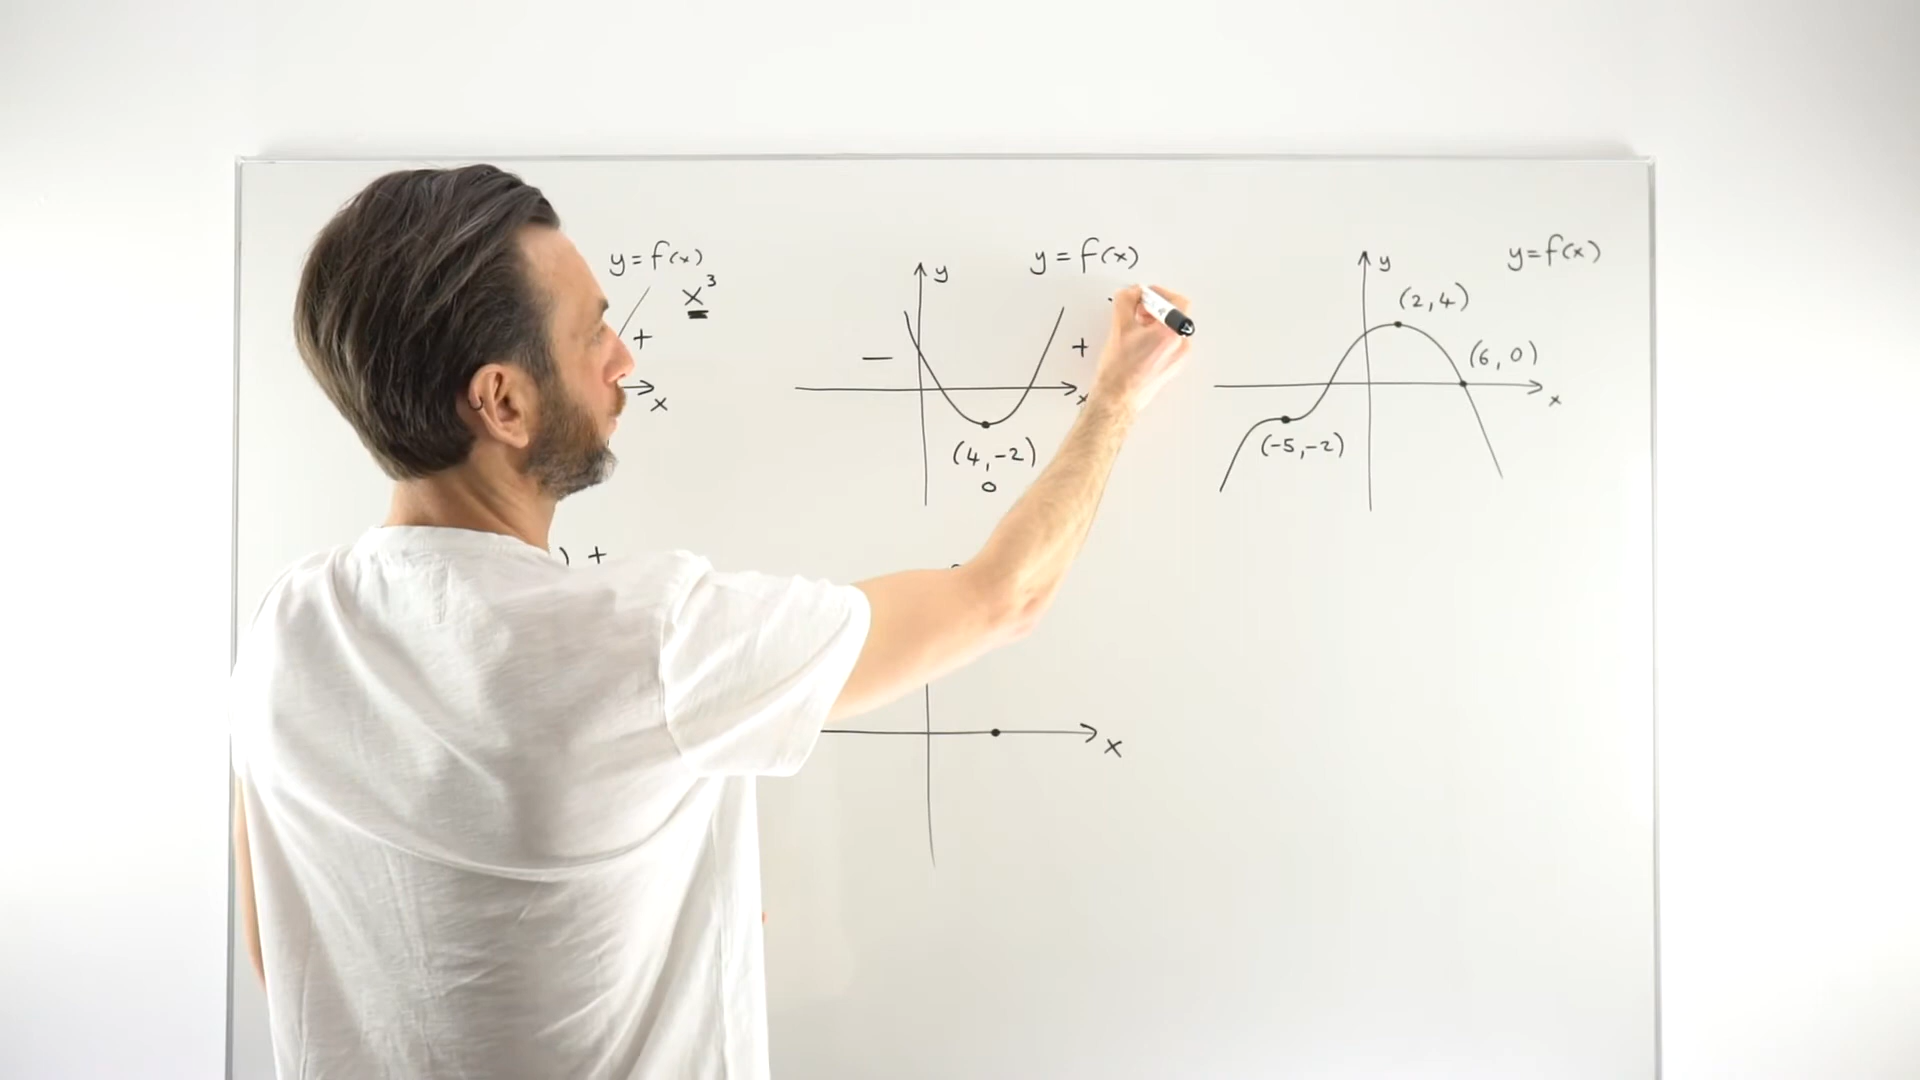 y = f(x)
x³
+
x
) +
y
y = f(x)
−
+
x
(4, -2)
0
x
y
y=f(x)
(2, 4)
(6, 0)
x
(-5, -2)